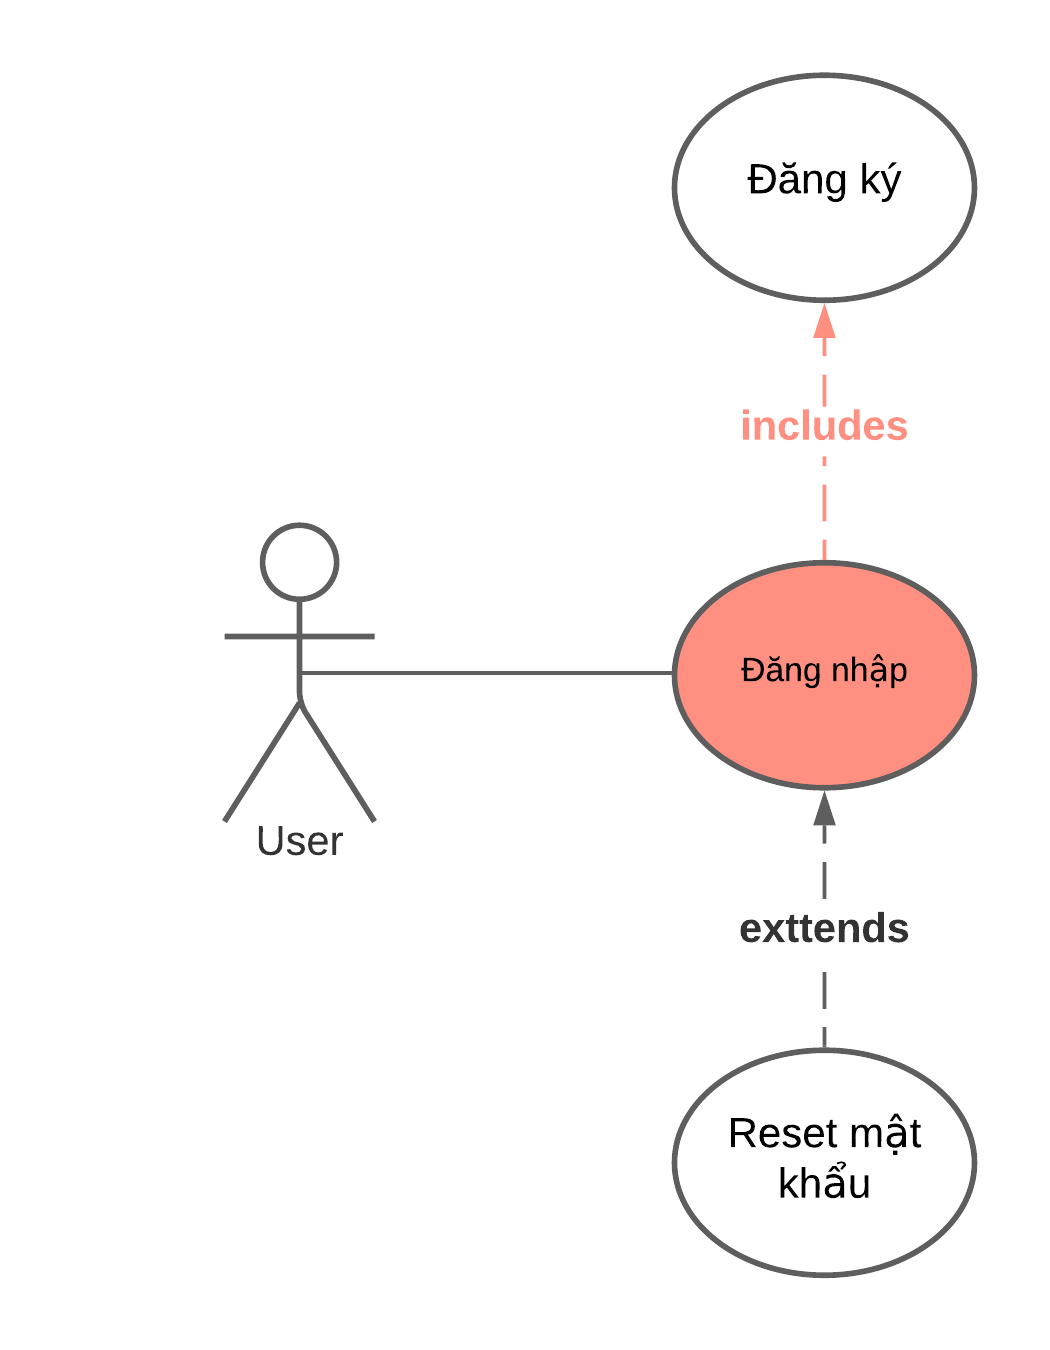 Đăng ký
includes
Đăng nhập
User
exttends
Reset mật
khẩu